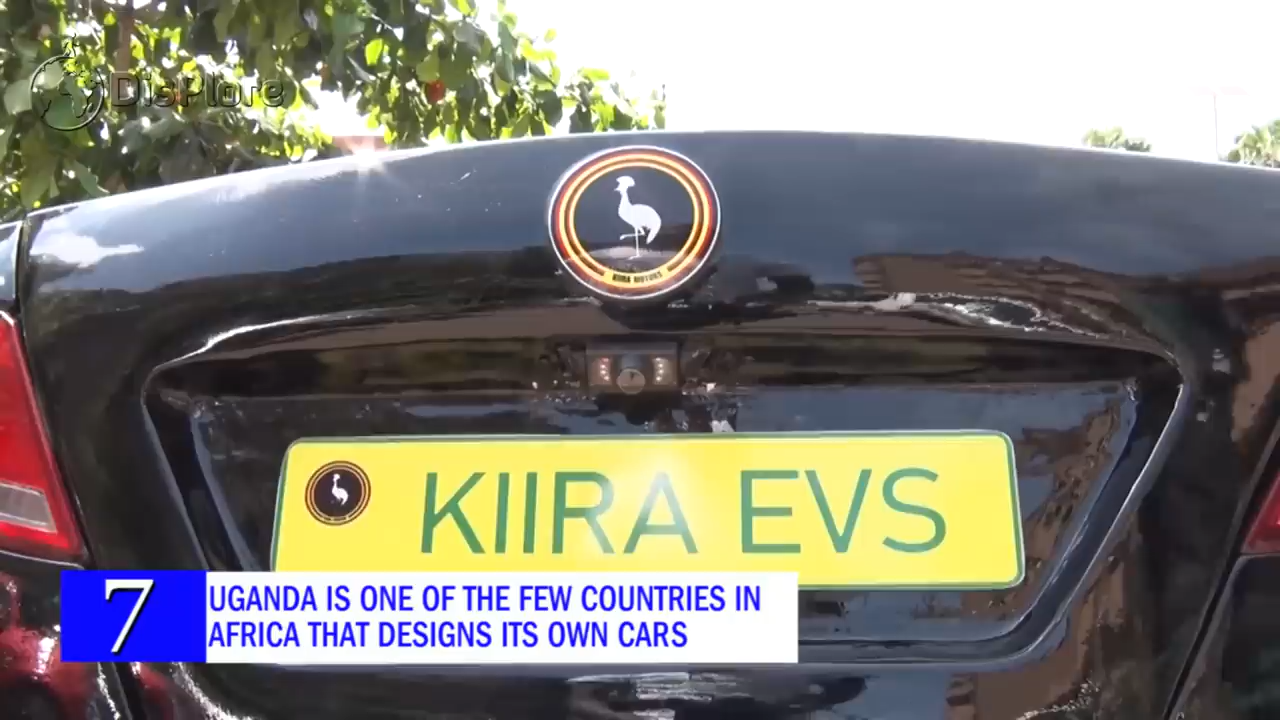 DisPlore
KIIRA MOTORS
KIIRA EVS
7
UGANDA IS ONE OF THE FEW COUNTRIES IN
AFRICA THAT DESIGNS ITS OWN CARS